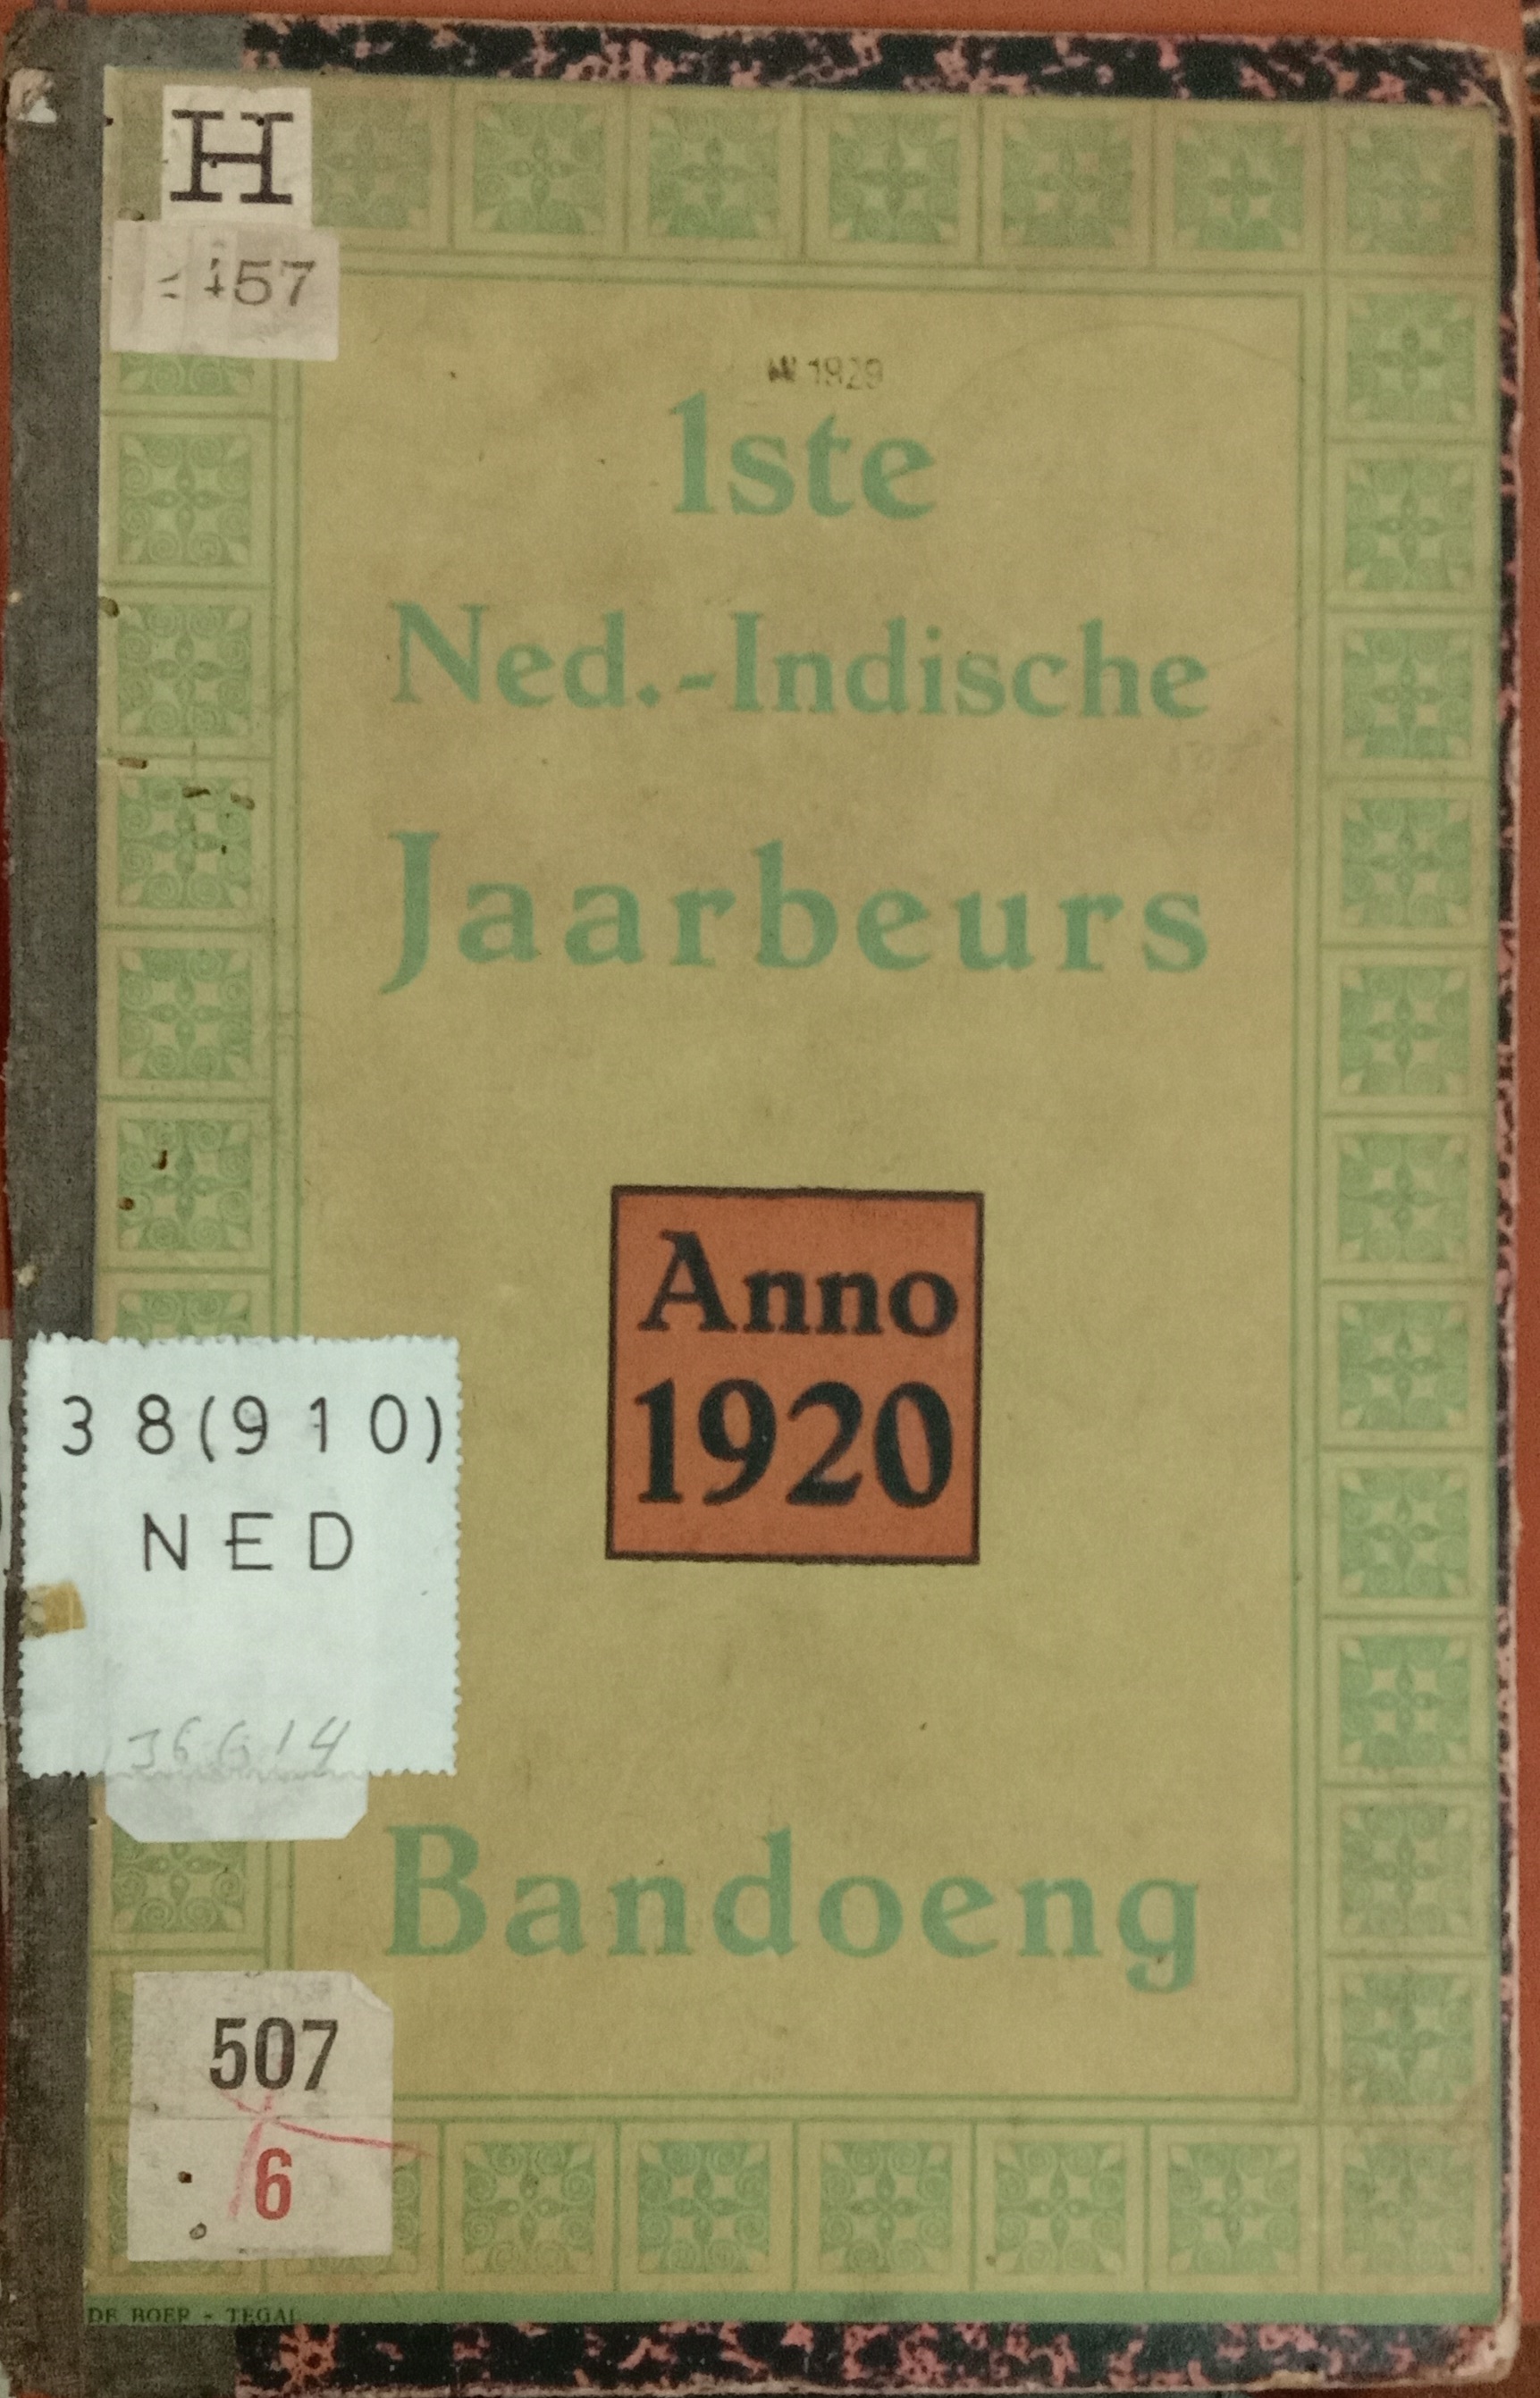 H
457
1929
1ste
Ned.-Indische
Jaarbeurs
Anno
1920
38(910)
NED
Bandoeng
507
6
DE BOER - TEGAL